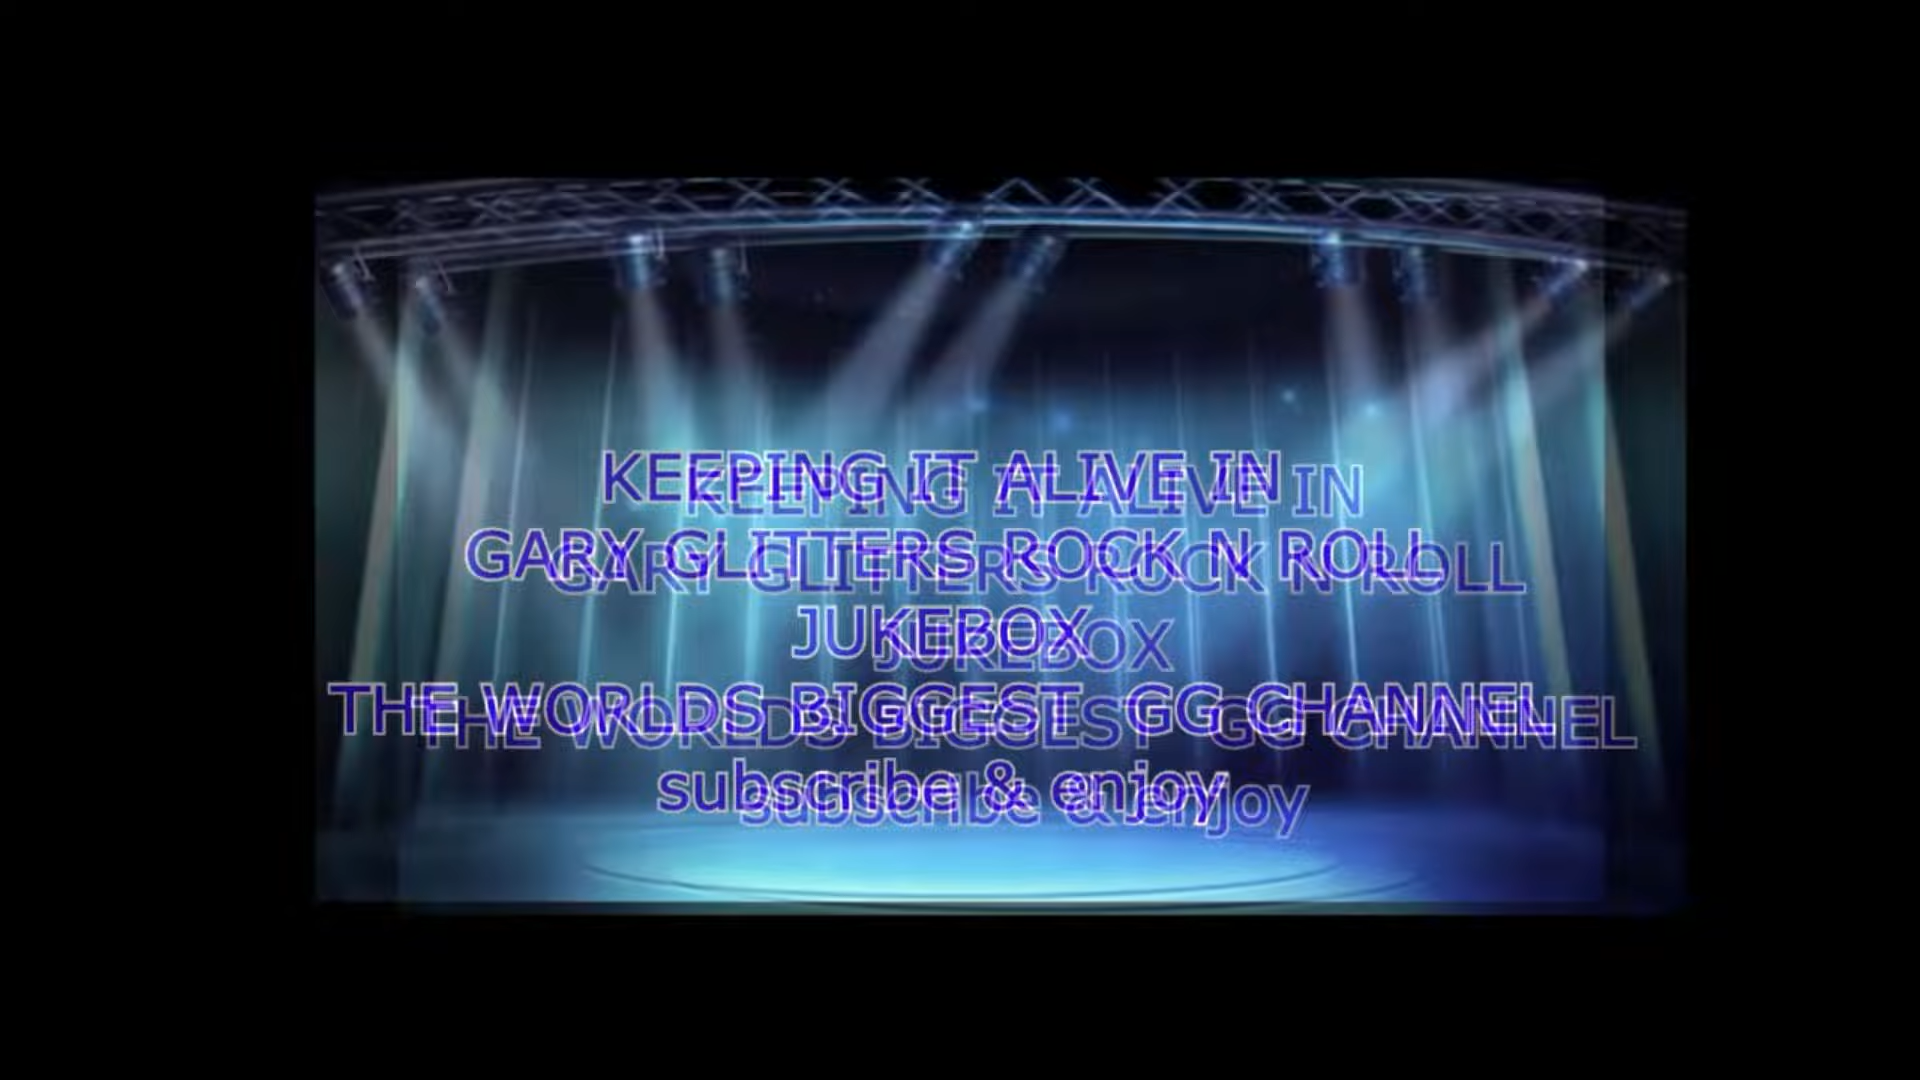 KEEPING IT ALIVE IN
GARY GLITTERS ROCK N ROLL
JUKEBOX
THE WORLDS BIGGEST GG CHANNEL
subscribe & enjoy